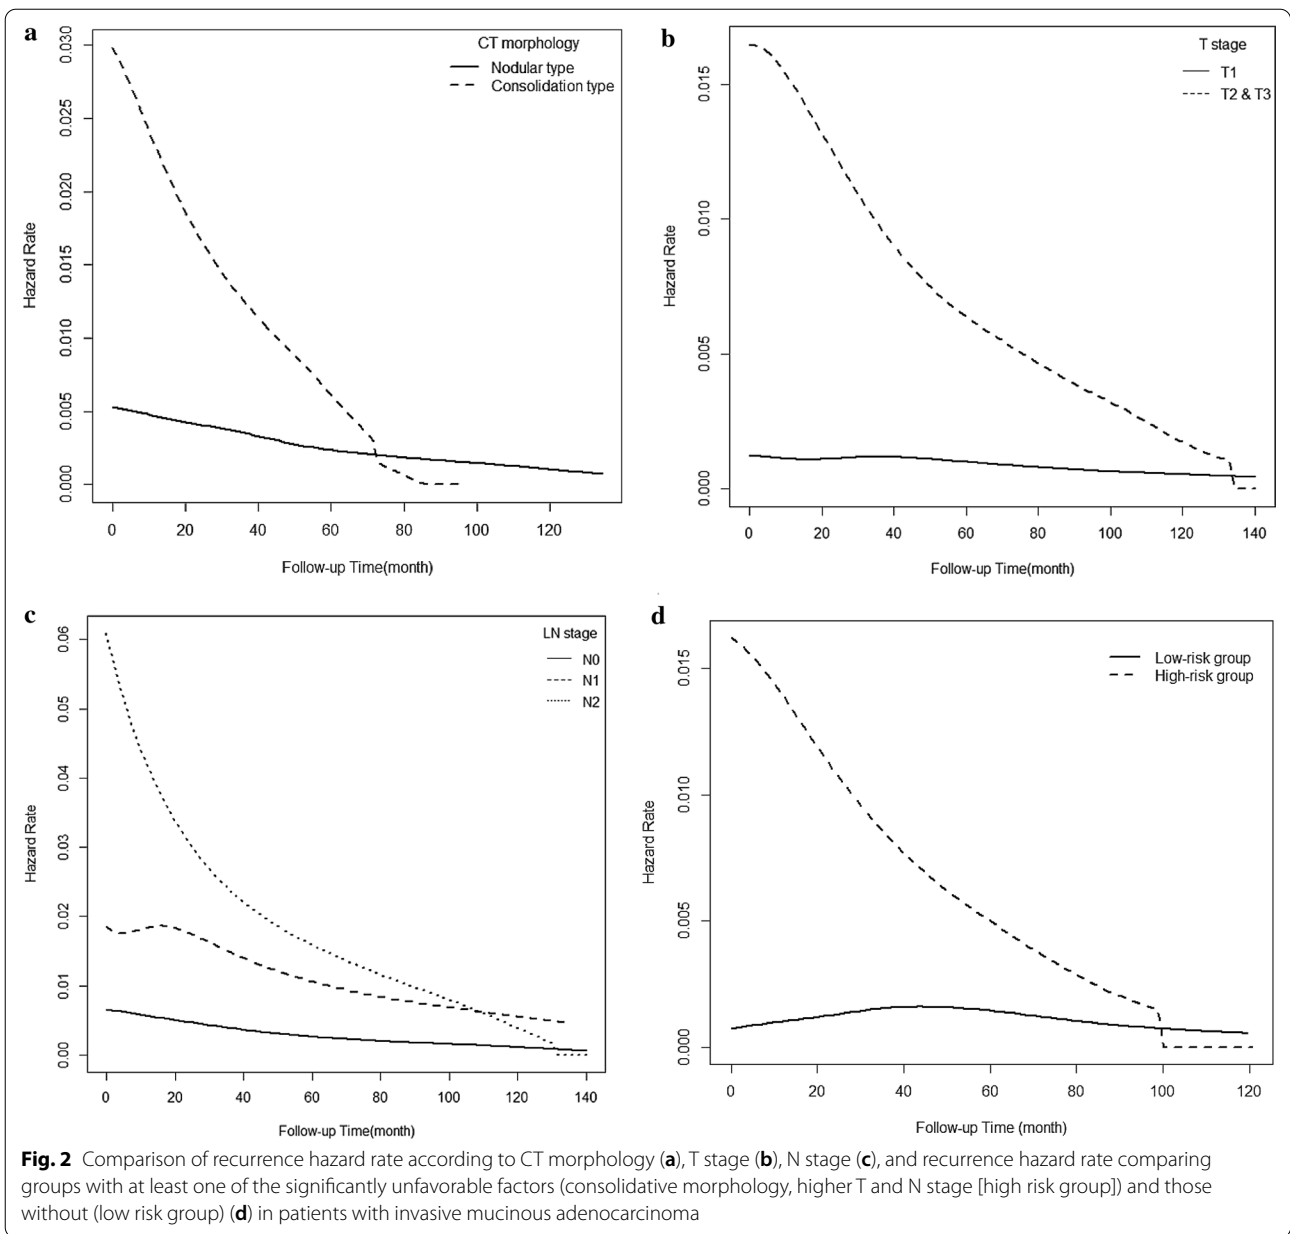 a
CT morphology
Nodular type
Consolidation type
0.030
0.025
0.020
0.015
0.010
0.005
0.000
Hazard Rate
0 20 40 60 80 100 120
Follow-up Time(month)
b
T stage
T1
T2 & T3
0.015
0.010
0.005
0.000
Hazard Rate
0 20 40 60 80 100 120 140
Follow-up Time(month)
c
LN stage
N0
N1
N2
0.06
0.05
0.04
0.03
0.02
0.01
0.00
Hazard Rate
0 20 40 60 80 100 120 140
Follow-up Time(month)
d
Low-risk group
High-risk group
0.015
0.010
0.005
0.000
Hazard Rate
0 20 40 60 80 100 120
Follow-up Time (month)
Fig. 2 Comparison of recurrence hazard rate according to CT morphology (a), T stage (b), N stage (c), and recurrence hazard rate comparing
groups with at least one of the significantly unfavorable factors (consolidative morphology, higher T and N stage [high risk group]) and those
without (low risk group) (d) in patients with invasive mucinous adenocarcinoma